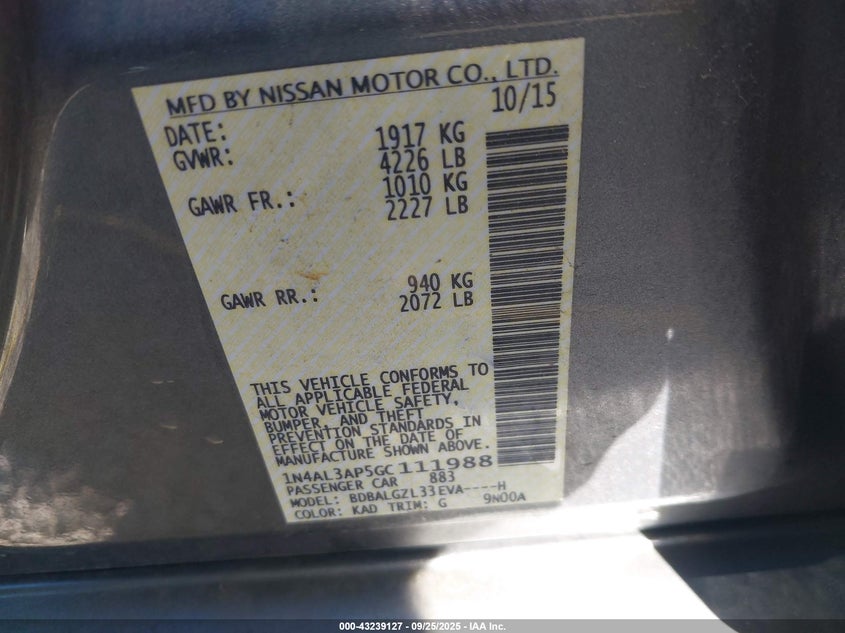 MFD BY NISSAN MOTOR CO., LTD.
DATE: 10/15
GVWR: 1917 KG
4226 LB
GAWR FR.: 1010 KG
2227 LB
GAWR RR.: 940 KG
2072 LB
THIS VEHICLE CONFORMS TO
ALL APPLICABLE FEDERAL
MOTOR VEHICLE SAFETY,
BUMPER, AND THEFT
PREVENTION STANDARDS IN
EFFECT ON THE DATE OF
MANUFACTURE SHOWN ABOVE.
1N4AL3AP5GC111988
PASSENGER CAR 883
MODEL: BDBALGZL33EVA----H
COLOR: KAD TRIM: G 9N00A
000-43239127 - 09/25/2025 - IAA Inc.